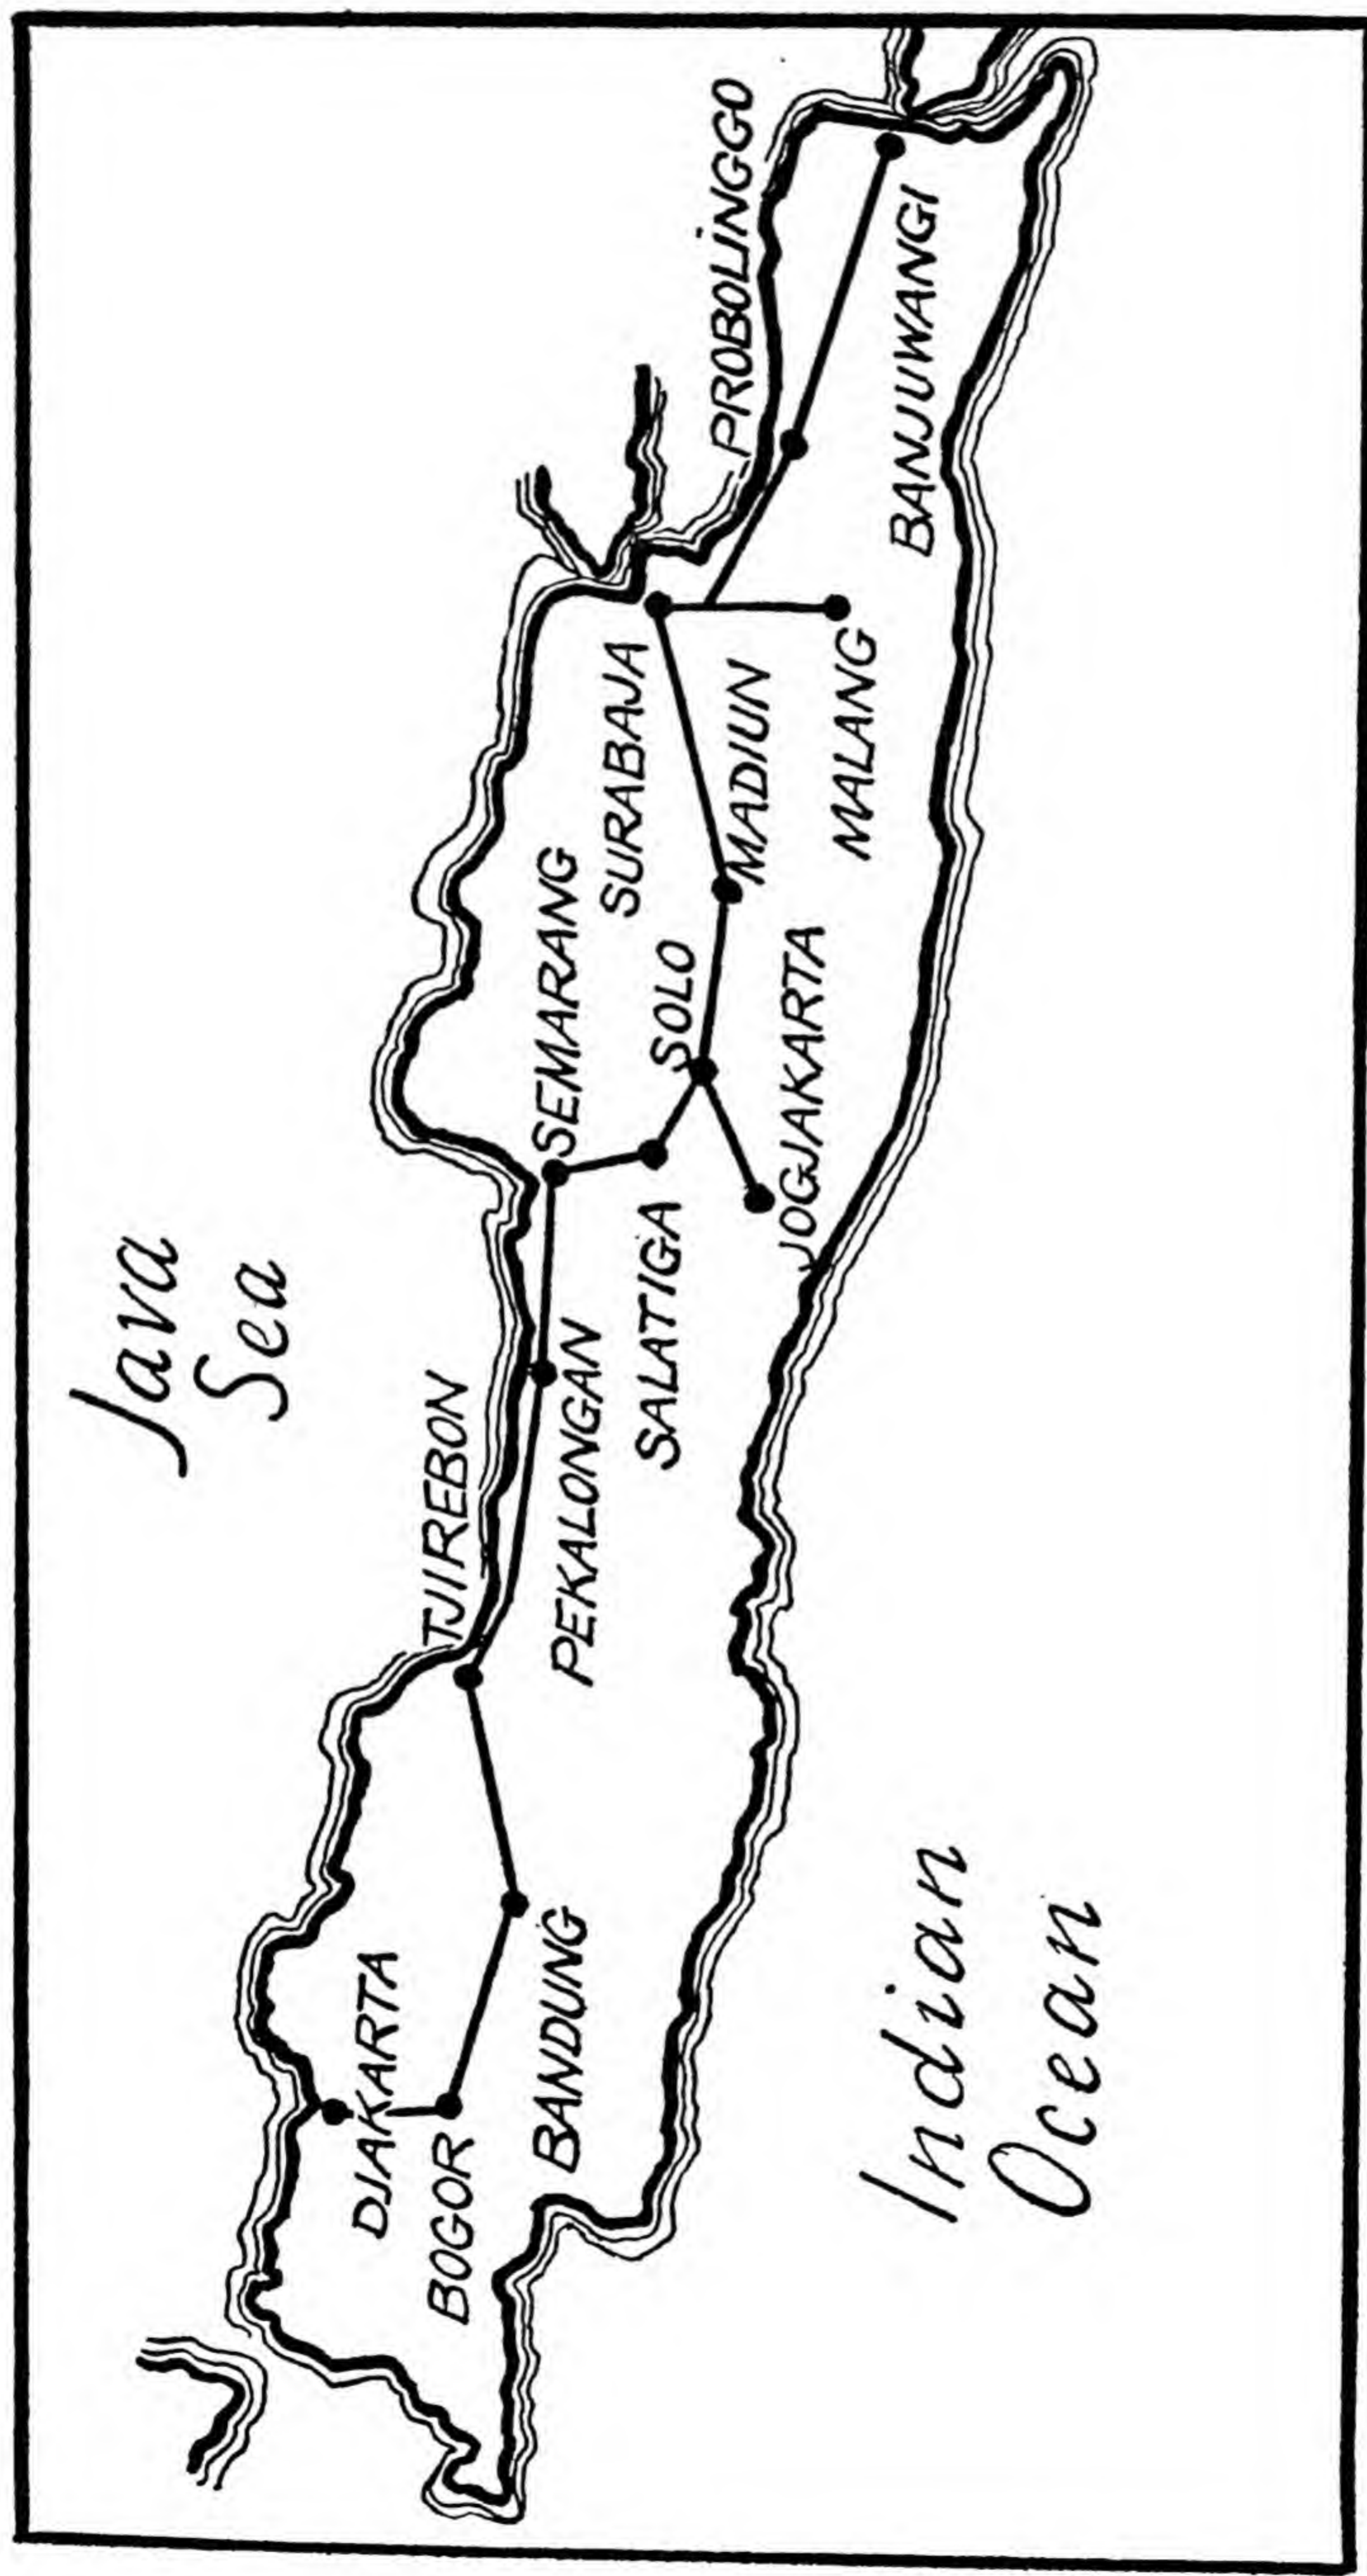 Java
Sea
DJAKARTA
BOGOR
BANDUNG
TJIREBON
PEKALONGAN
SEMARANG
SALATIGA
SOLO
JOGJAKARTA
SURABAJA
MADIUN
MALANG
PROBOLINGGO
BANJUWANGI
Indian
Ocean